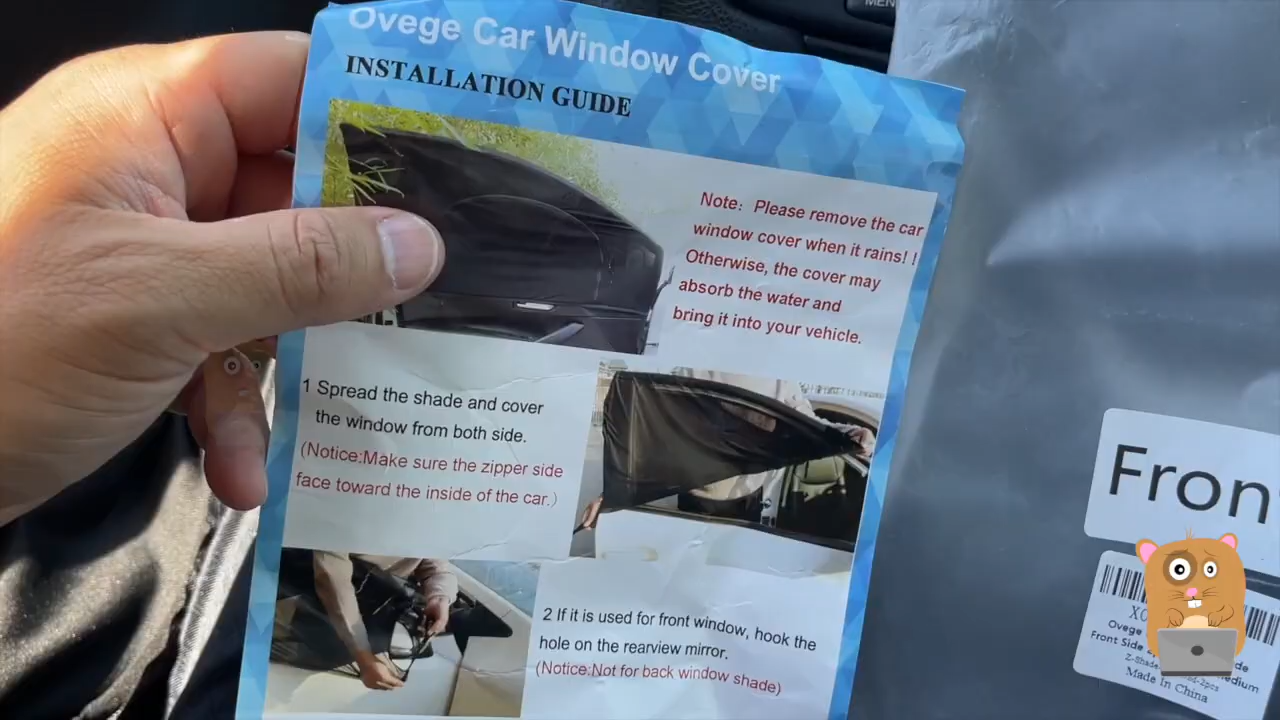 MEN
Ovege Car Window Cover
INSTALLATION GUIDE
Note: Please remove the car
window cover when it rains! !
Otherwise, the cover may
absorb the water and
bring it into your vehicle.
1 Spread the shade and cover
the window from both side.
(Notice:Make sure the zipper side
face toward the inside of the car.)
2 If it is used for front window, hook the
hole on the rearview mirror.
(Notice:Not for back window shade)
Fron
Ovege
Front Side
Made in China